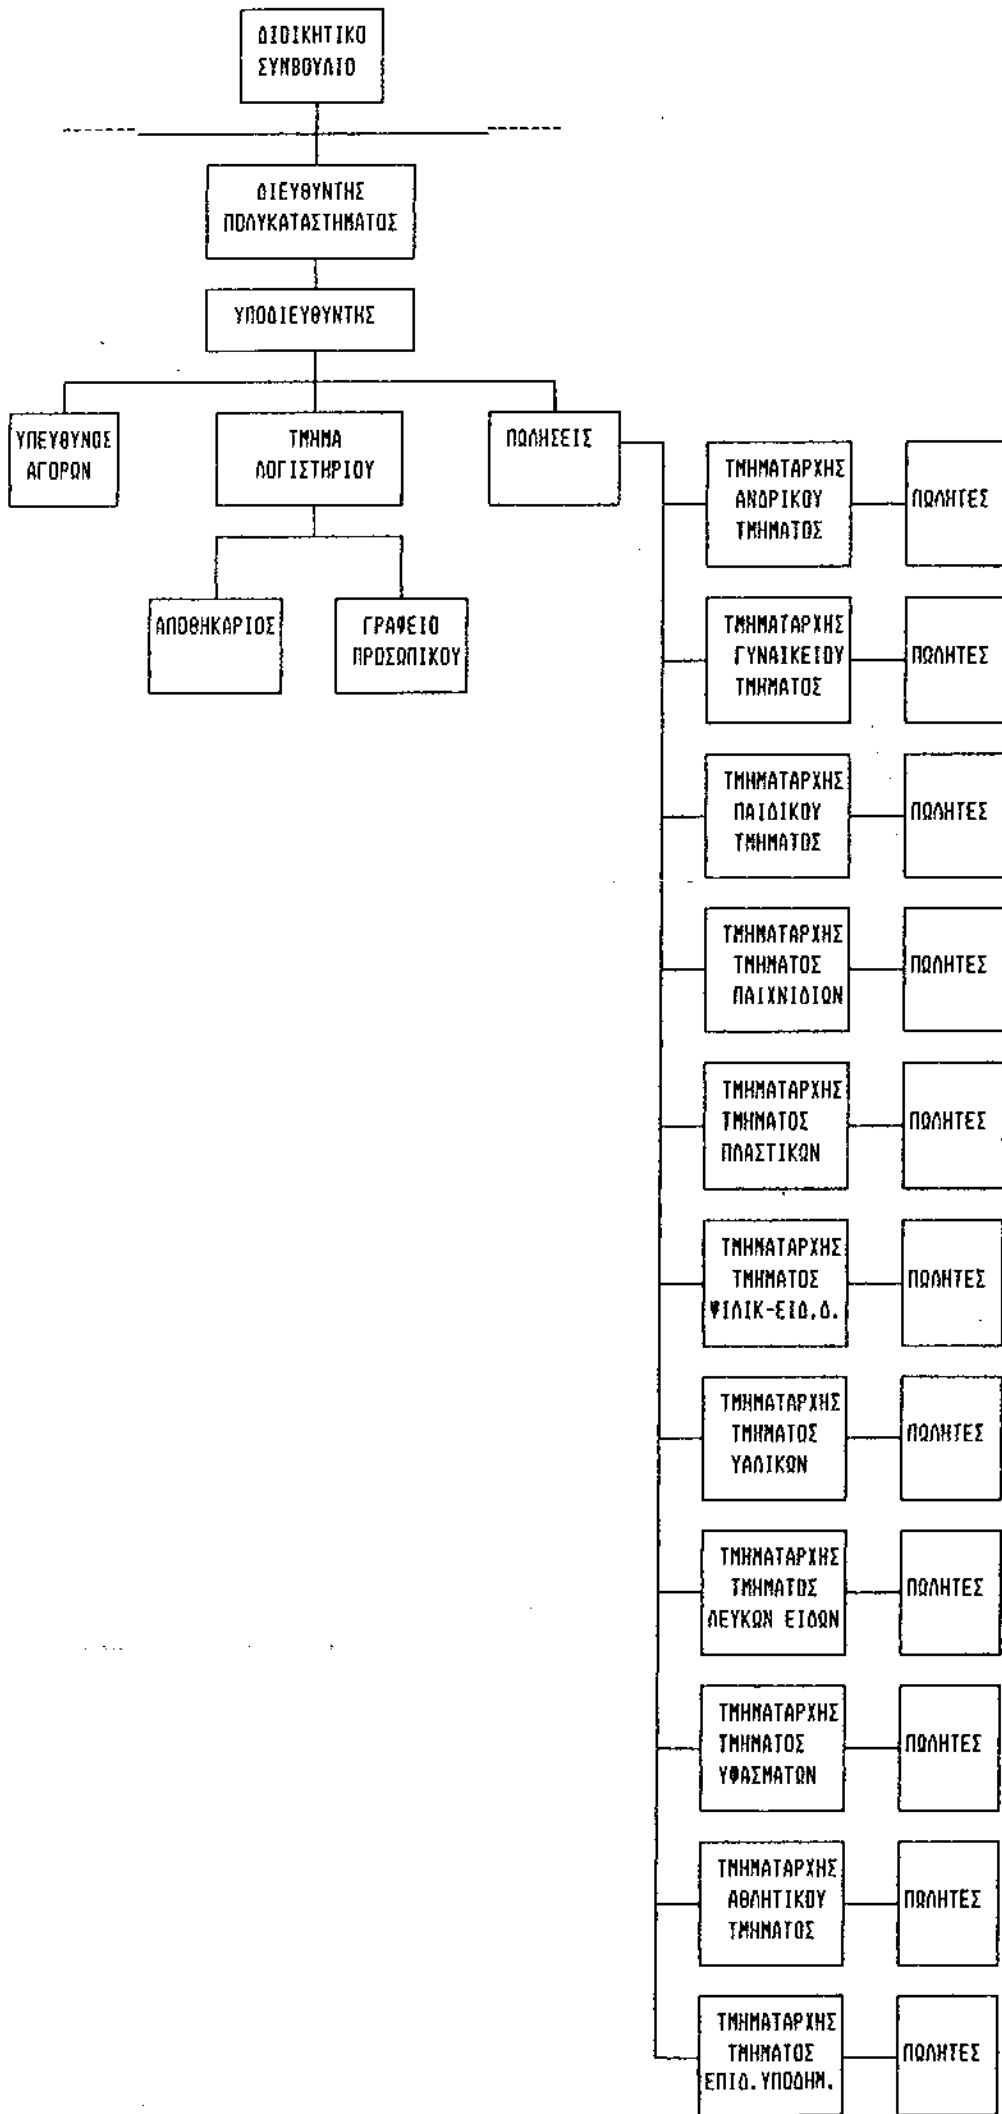 ΔΙΟΙΚΗΤΙΚΟ
ΣΥΜΒΟΥΛΙΟ
ΔΙΕΥΘΥΝΤΗΣ
ΠΟΛΥΚΑΤΑΣΤΗΜΑΤΟΣ
ΥΠΟΔΙΕΥΘΥΝΤΗΣ
ΥΠΕΥΘΥΝΟΣ
ΑΓΟΡΩΝ
ΤΜΗΜΑ
ΛΟΓΙΣΤΗΡΙΟΥ
ΠΩΛΗΣΕΙΣ
ΑΠΟΘΗΚΑΡΙΟΣ
ΓΡΑΦΕΙΟ
ΠΡΟΣΩΠΙΚΟΥ
ΤΜΗΜΑΤΑΡΧΗΣ
ΑΝΔΡΙΚΟΥ
ΤΜΗΜΑΤΟΣ
ΠΩΛΗΤΕΣ
ΤΜΗΜΑΤΑΡΧΗΣ
ΓΥΝΑΙΚΕΙΟΥ
ΤΜΗΜΑΤΟΣ
ΠΩΛΗΤΕΣ
ΤΜΗΜΑΤΑΡΧΗΣ
ΠΑΙΔΙΚΟΥ
ΤΜΗΜΑΤΟΣ
ΠΩΛΗΤΕΣ
ΤΜΗΜΑΤΑΡΧΗΣ
ΤΜΗΜΑΤΟΣ
ΠΑΙΧΝΙΔΙΩΝ
ΠΩΛΗΤΕΣ
ΤΜΗΜΑΤΑΡΧΗΣ
ΤΜΗΜΑΤΟΣ
ΠΛΑΣΤΙΚΩΝ
ΠΩΛΗΤΕΣ
ΤΜΗΜΑΤΑΡΧΗΣ
ΤΜΗΜΑΤΟΣ
ΨΙΛΙΚ-ΕΙΔ.Δ.
ΠΩΛΗΤΕΣ
ΤΜΗΜΑΤΑΡΧΗΣ
ΤΜΗΜΑΤΟΣ
ΥΑΛΙΚΩΝ
ΠΩΛΗΤΕΣ
ΤΜΗΜΑΤΑΡΧΗΣ
ΤΜΗΜΑΤΟΣ
ΛΕΥΚΩΝ ΕΙΔΩΝ
ΠΩΛΗΤΕΣ
ΤΜΗΜΑΤΑΡΧΗΣ
ΤΜΗΜΑΤΟΣ
ΥΦΑΣΜΑΤΩΝ
ΠΩΛΗΤΕΣ
ΤΜΗΜΑΤΑΡΧΗΣ
ΑΘΛΗΤΙΚΟΥ
ΤΜΗΜΑΤΟΣ
ΠΩΛΗΤΕΣ
ΤΜΗΜΑΤΑΡΧΗΣ
ΤΜΗΜΑΤΟΣ
ΕΠΙΔ.ΥΠΟΔΗΜ.
ΠΩΛΗΤΕΣ